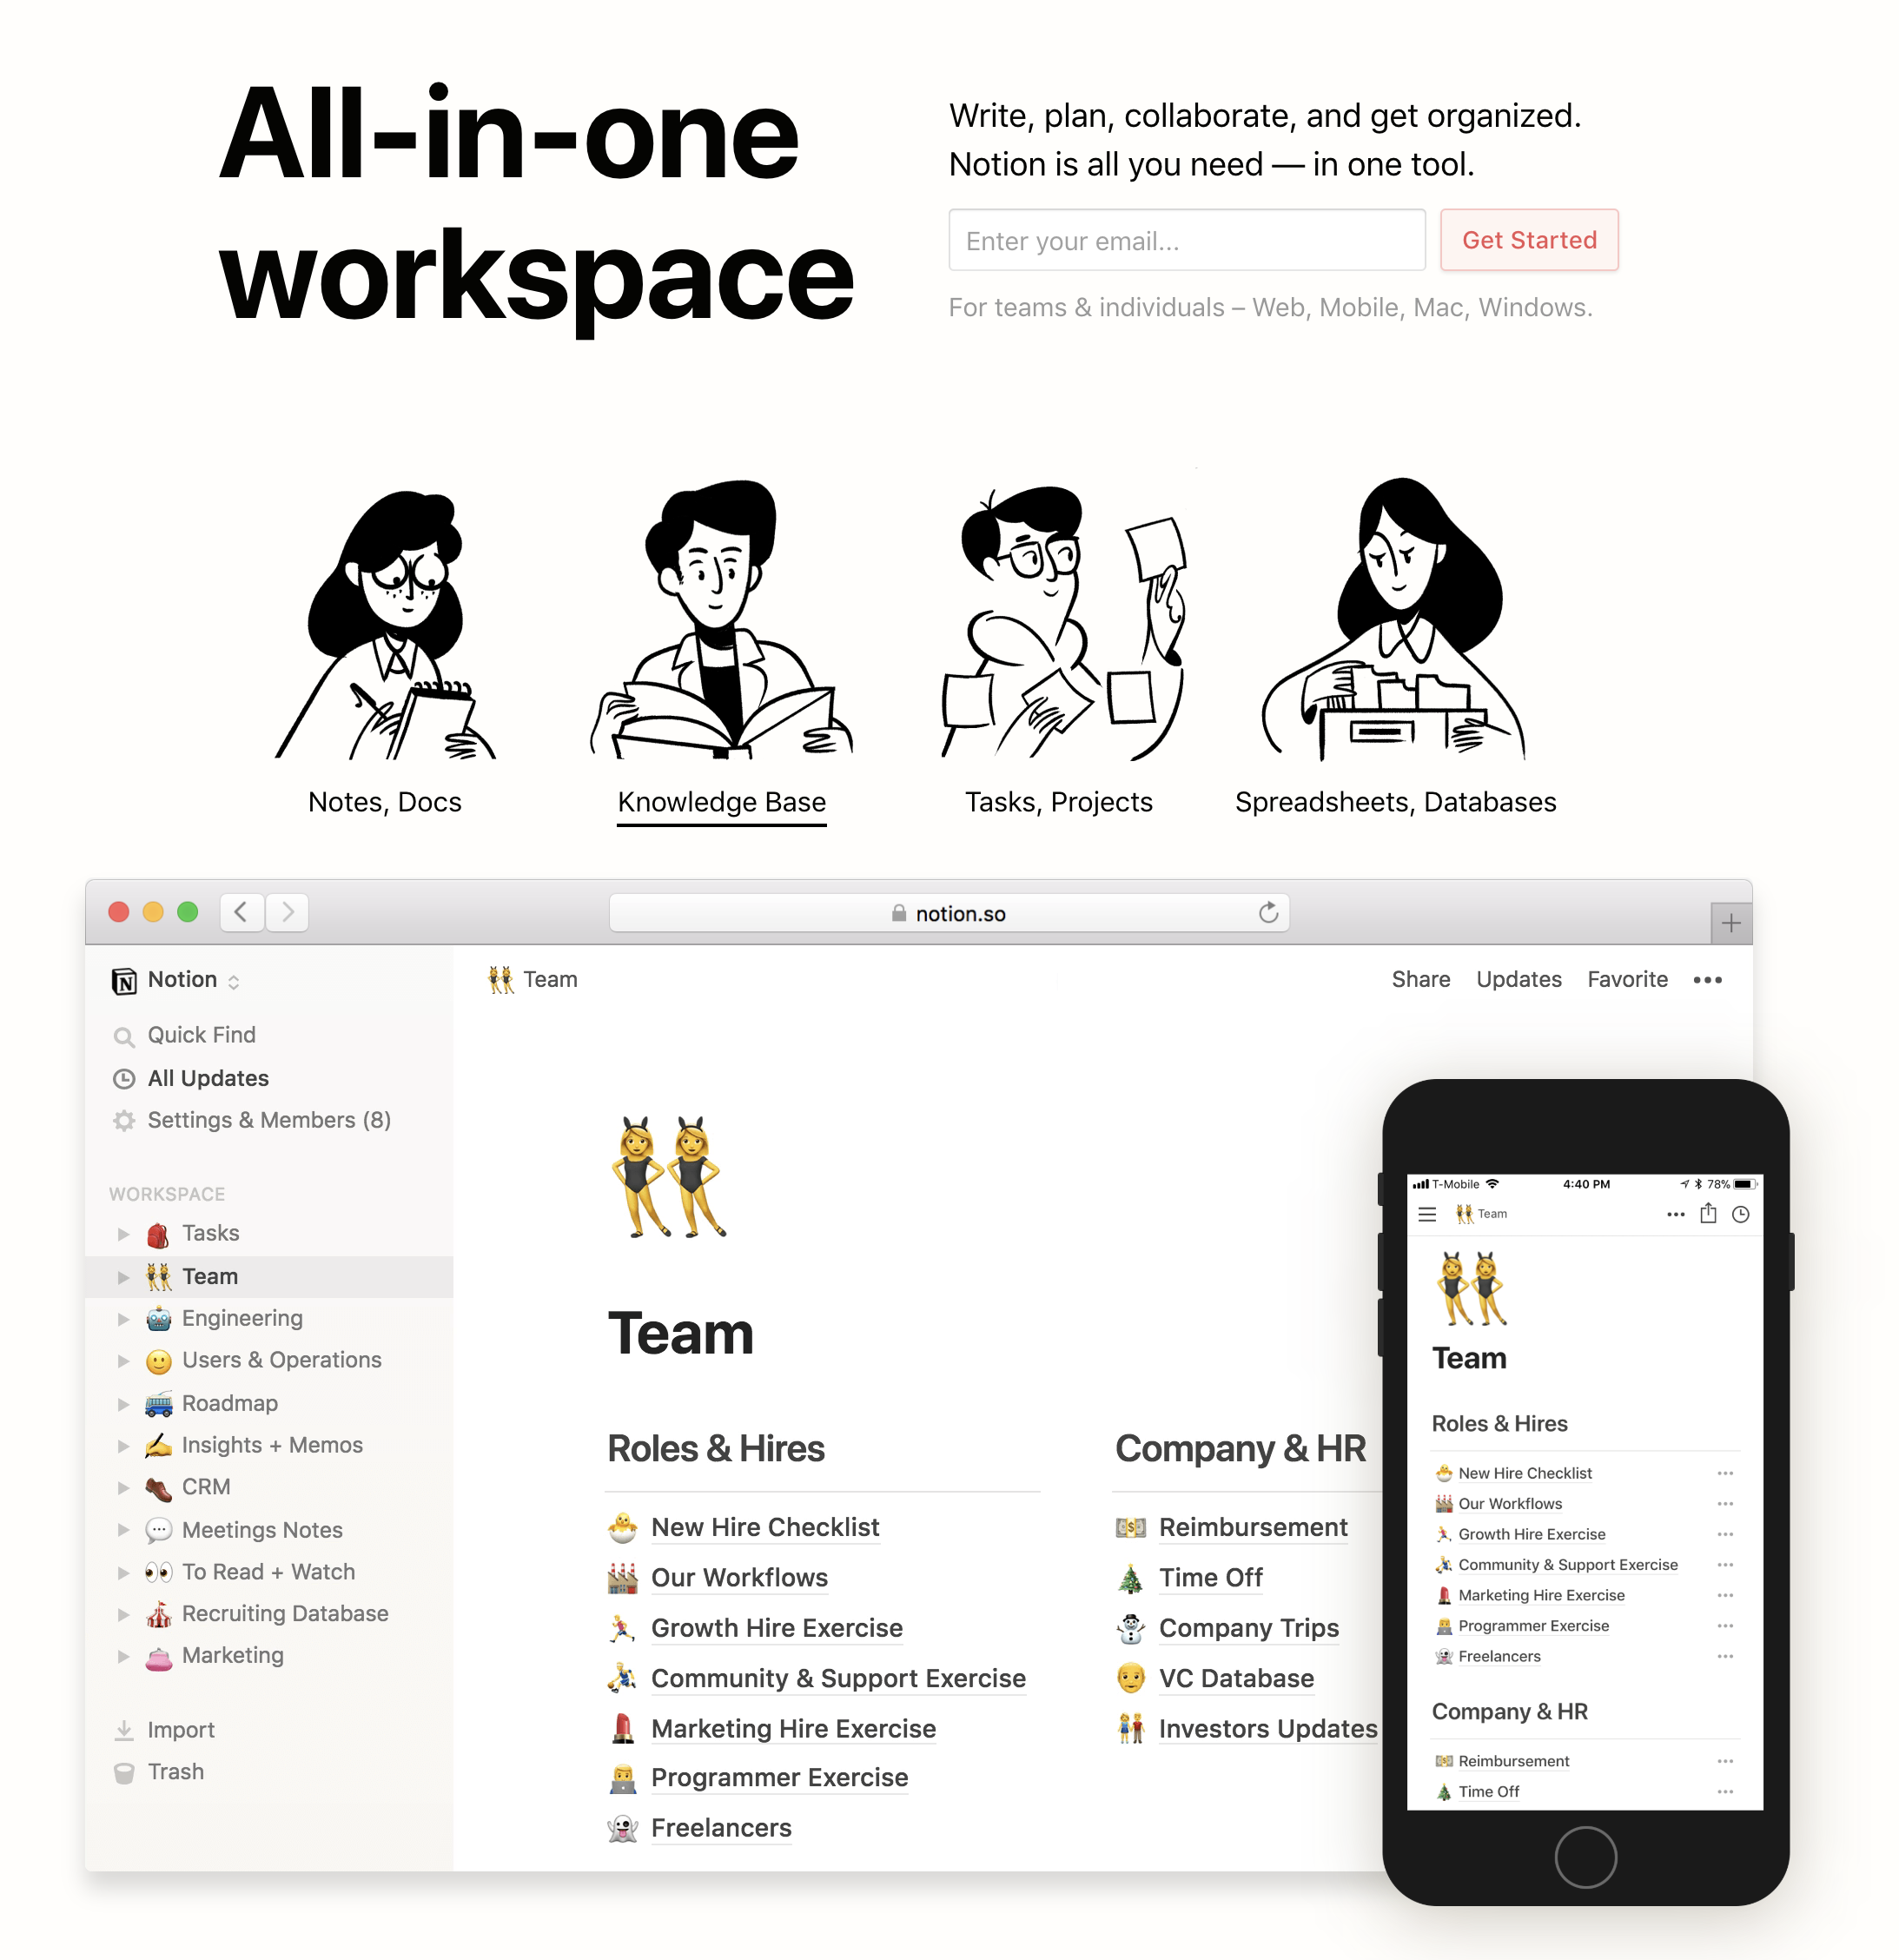 All-in-one
workspace
Write, plan, collaborate, and get organized.
Notion is all you need — in one tool.
Enter your email...
Get Started
For teams & individuals – Web, Mobile, Mac, Windows.
Notes, Docs
Knowledge Base
Tasks, Projects
Spreadsheets, Databases
notion.so
Notion
Quick Find
All Updates
Settings & Members (8)
WORKSPACE
Tasks
Team
Engineering
Users & Operations
Roadmap
Insights + Memos
CRM
Meetings Notes
To Read + Watch
Recruiting Database
Marketing
Import
Trash
Team
Share
Updates
Favorite
Team
Roles & Hires
New Hire Checklist
Our Workflows
Growth Hire Exercise
Community & Support Exercise
Marketing Hire Exercise
Programmer Exercise
Freelancers
Company & HR
Reimbursement
Time Off
Company Trips
VC Database
Investors Updates
T-Mobile
4:40 PM
78%
Team
Team
Roles & Hires
New Hire Checklist
Our Workflows
Growth Hire Exercise
Community & Support Exercise
Marketing Hire Exercise
Programmer Exercise
Freelancers
Company & HR
Reimbursement
Time Off